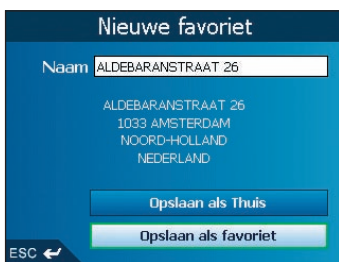 Nieuwe favoriet
Naam ALDEBARANSTRAAT 26
ALDEBARANSTRAAT 26
1033 AMSTERDAM
NOORD-HOLLAND
NEDERLAND
Opslaan als Thuis
Opslaan als favoriet
ESC